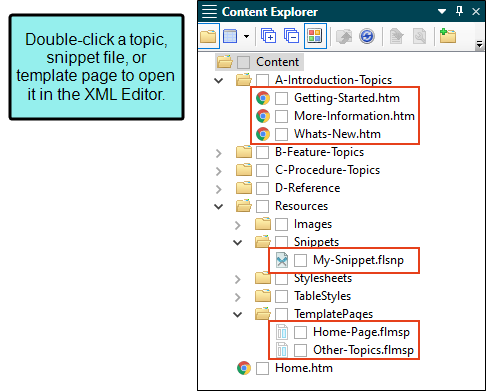 Double-click a topic,
snippet file, or
template page to open
it in the XML Editor.
Content Explorer
Content
A-Introduction-Topics
Getting-Started.htm
More-Information.htm
Whats-New.htm
B-Feature-Topics
C-Procedure-Topics
D-Reference
Resources
Images
Snippets
My-Snippet.flsnp
Stylesheets
TableStyles
TemplatePages
Home-Page.flmsp
Other-Topics.flmsp
Home.htm